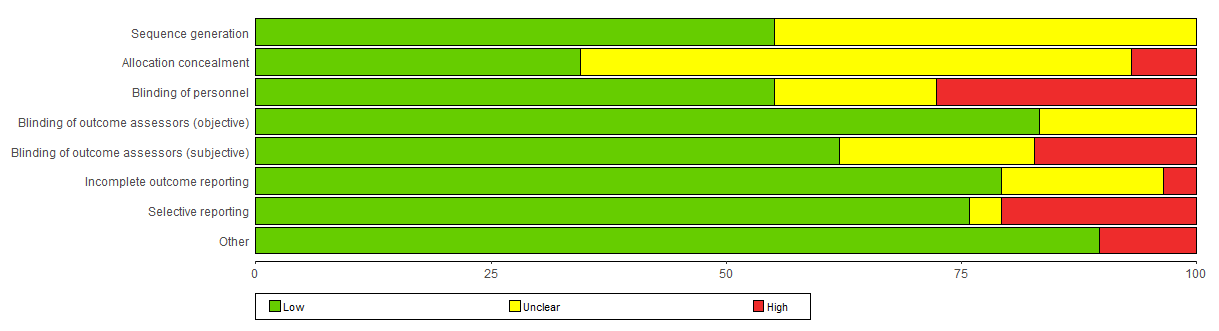 Sequence generation
Allocation concealment
Blinding of personnel
Blinding of outcome assessors (objective)
Blinding of outcome assessors (subjective)
Incomplete outcome reporting
Selective reporting
Other
0 25 50 75 100
Low Unclear High